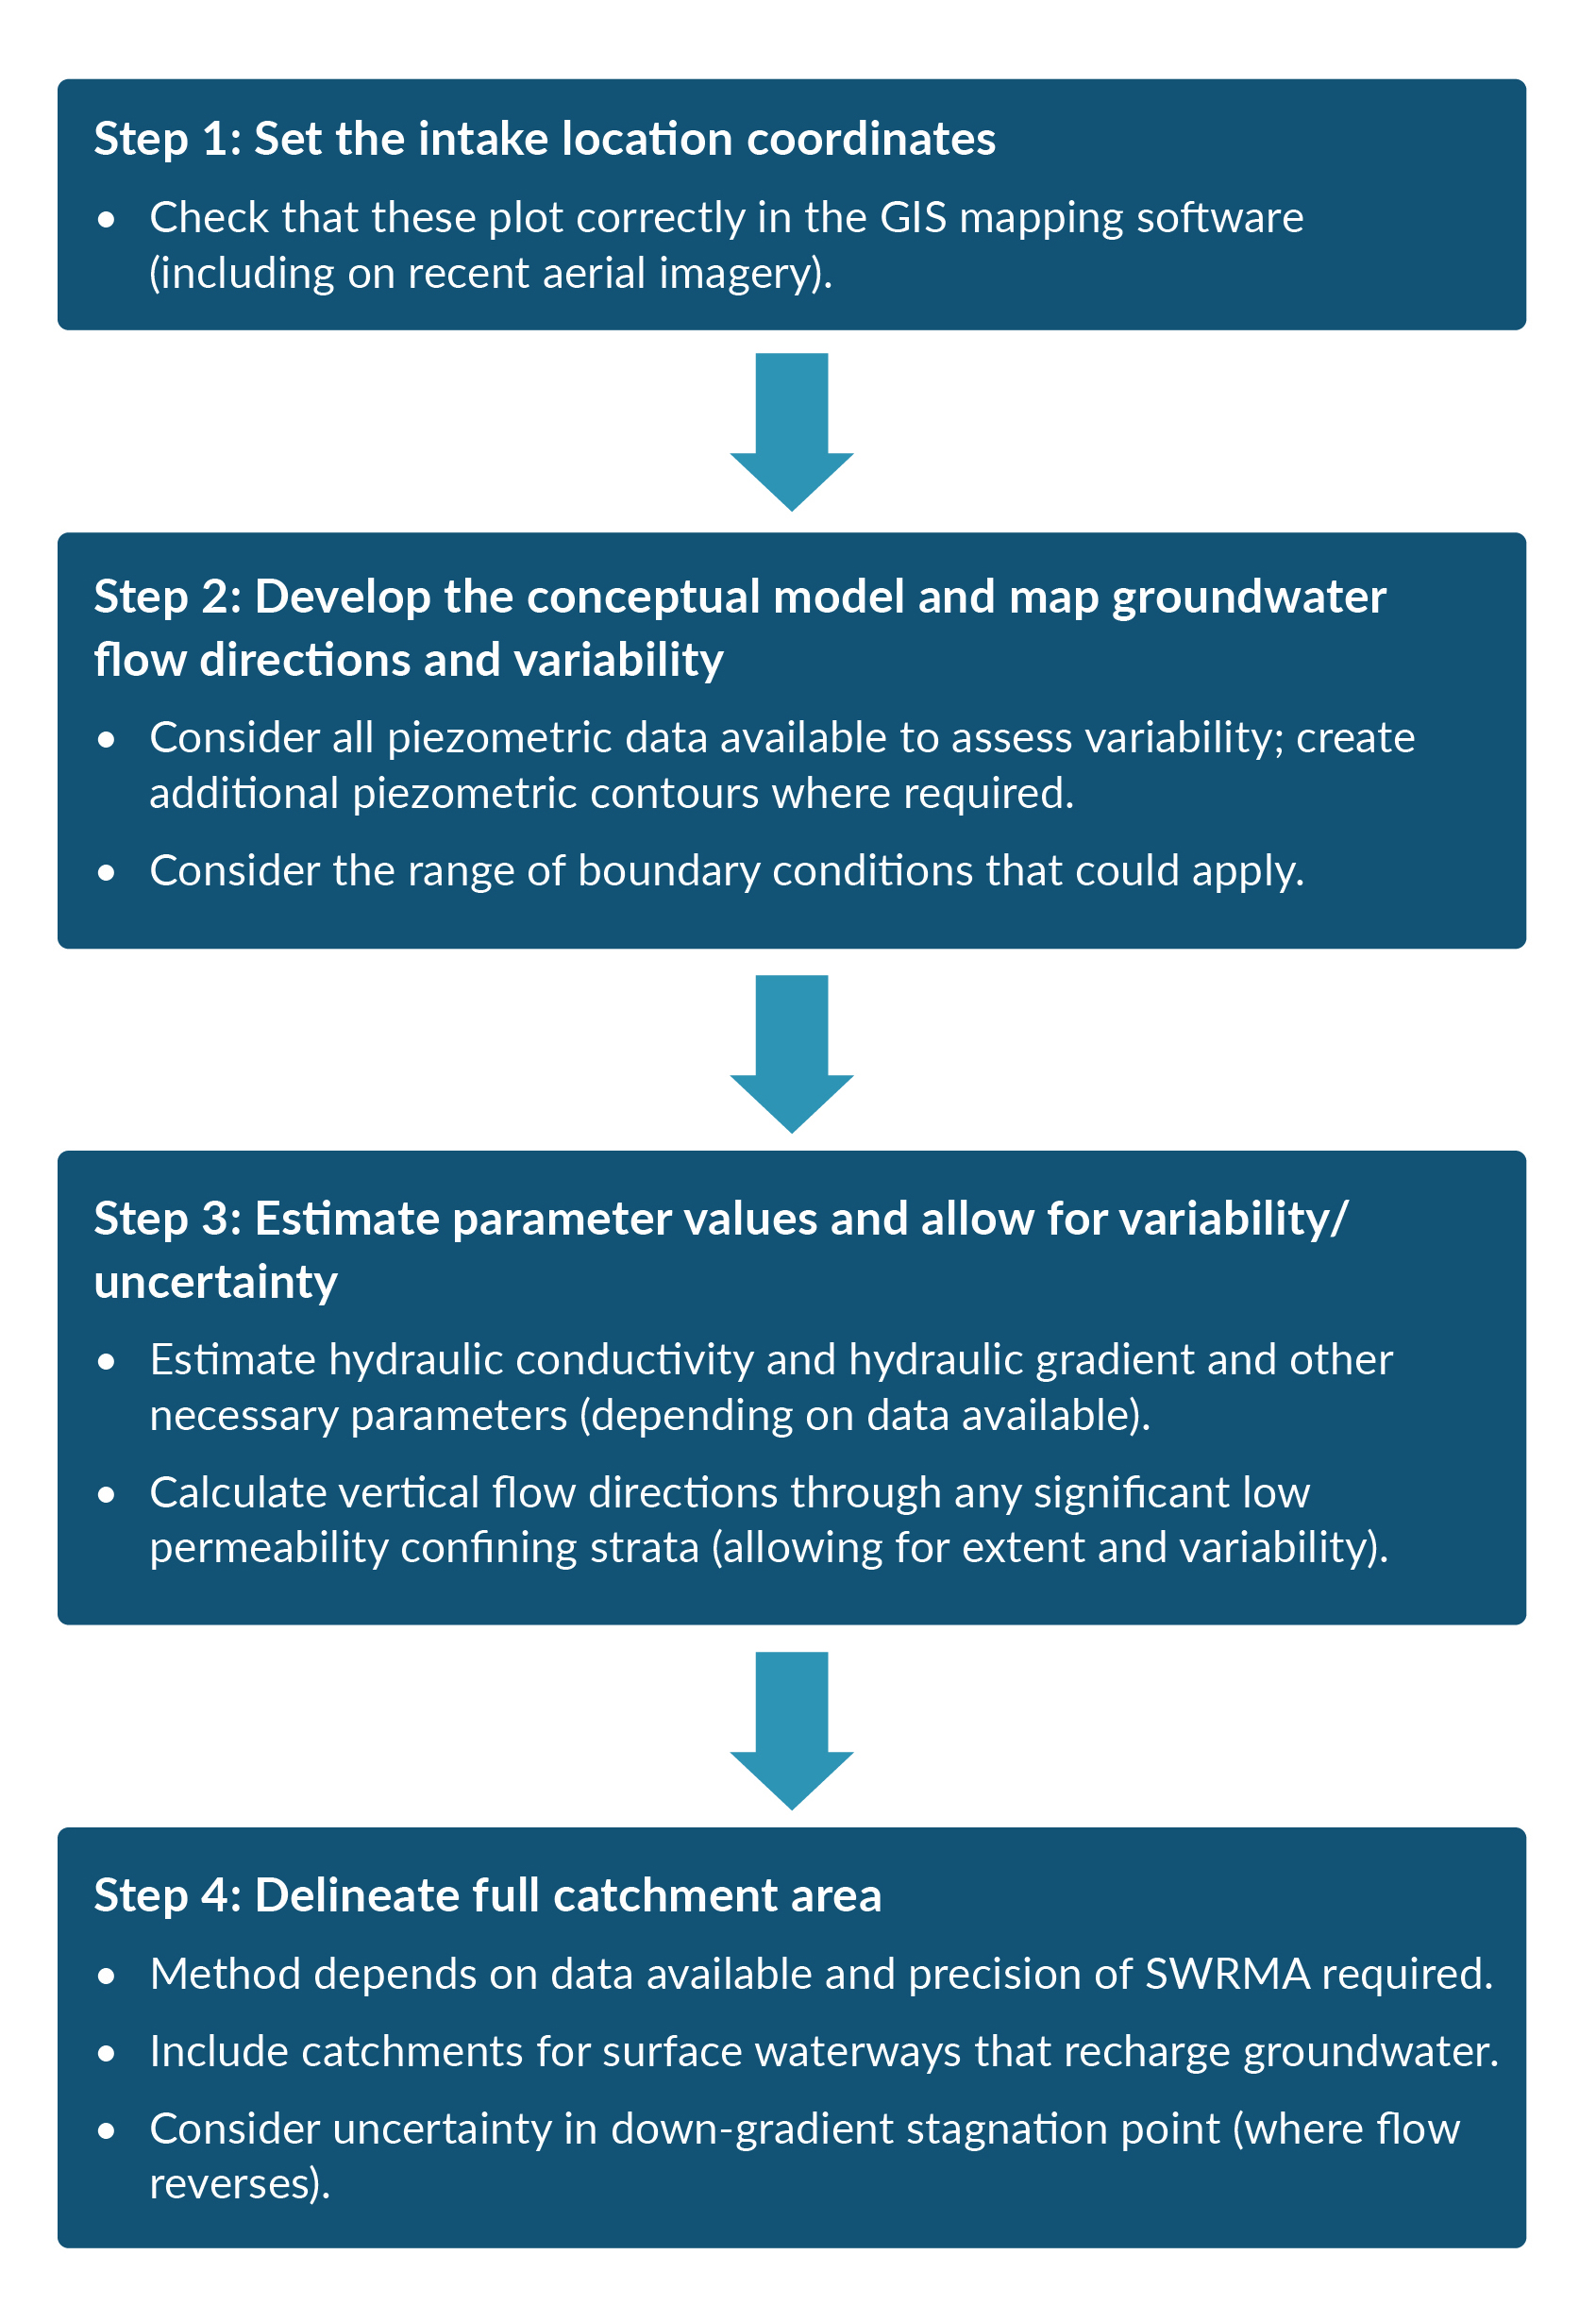 Step 1: Set the intake location coordinates
• Check that these plot correctly in the GIS mapping software
(including on recent aerial imagery).
Step 2: Develop the conceptual model and map groundwater
flow directions and variability
• Consider all piezometric data available to assess variability; create
additional piezometric contours where required.
• Consider the range of boundary conditions that could apply.
Step 3: Estimate parameter values and allow for variability/
uncertainty
• Estimate hydraulic conductivity and hydraulic gradient and other
necessary parameters (depending on data available).
• Calculate vertical flow directions through any significant low
permeability confining strata (allowing for extent and variability).
Step 4: Delineate full catchment area
• Method depends on data available and precision of SWRMA required.
• Include catchments for surface waterways that recharge groundwater.
• Consider uncertainty in down-gradient stagnation point (where flow
reverses).